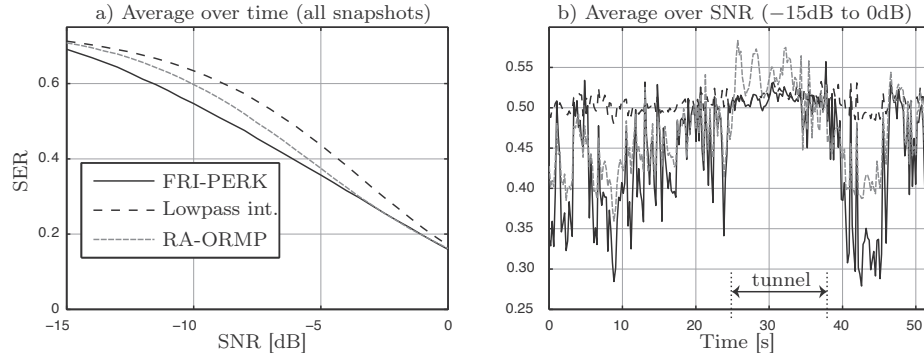 a) Average over time (all snapshots)
SER
0.6
0.4
0.2
0
−15
−10
−5
0
SNR [dB]
FRI-PERK
Lowpass int.
RA-ORMP
b) Average over SNR (−15dB to 0dB)
0.55
0.50
0.45
0.40
0.35
0.30
0.25
0
10
20
30
40
50
Time [s]
tunnel